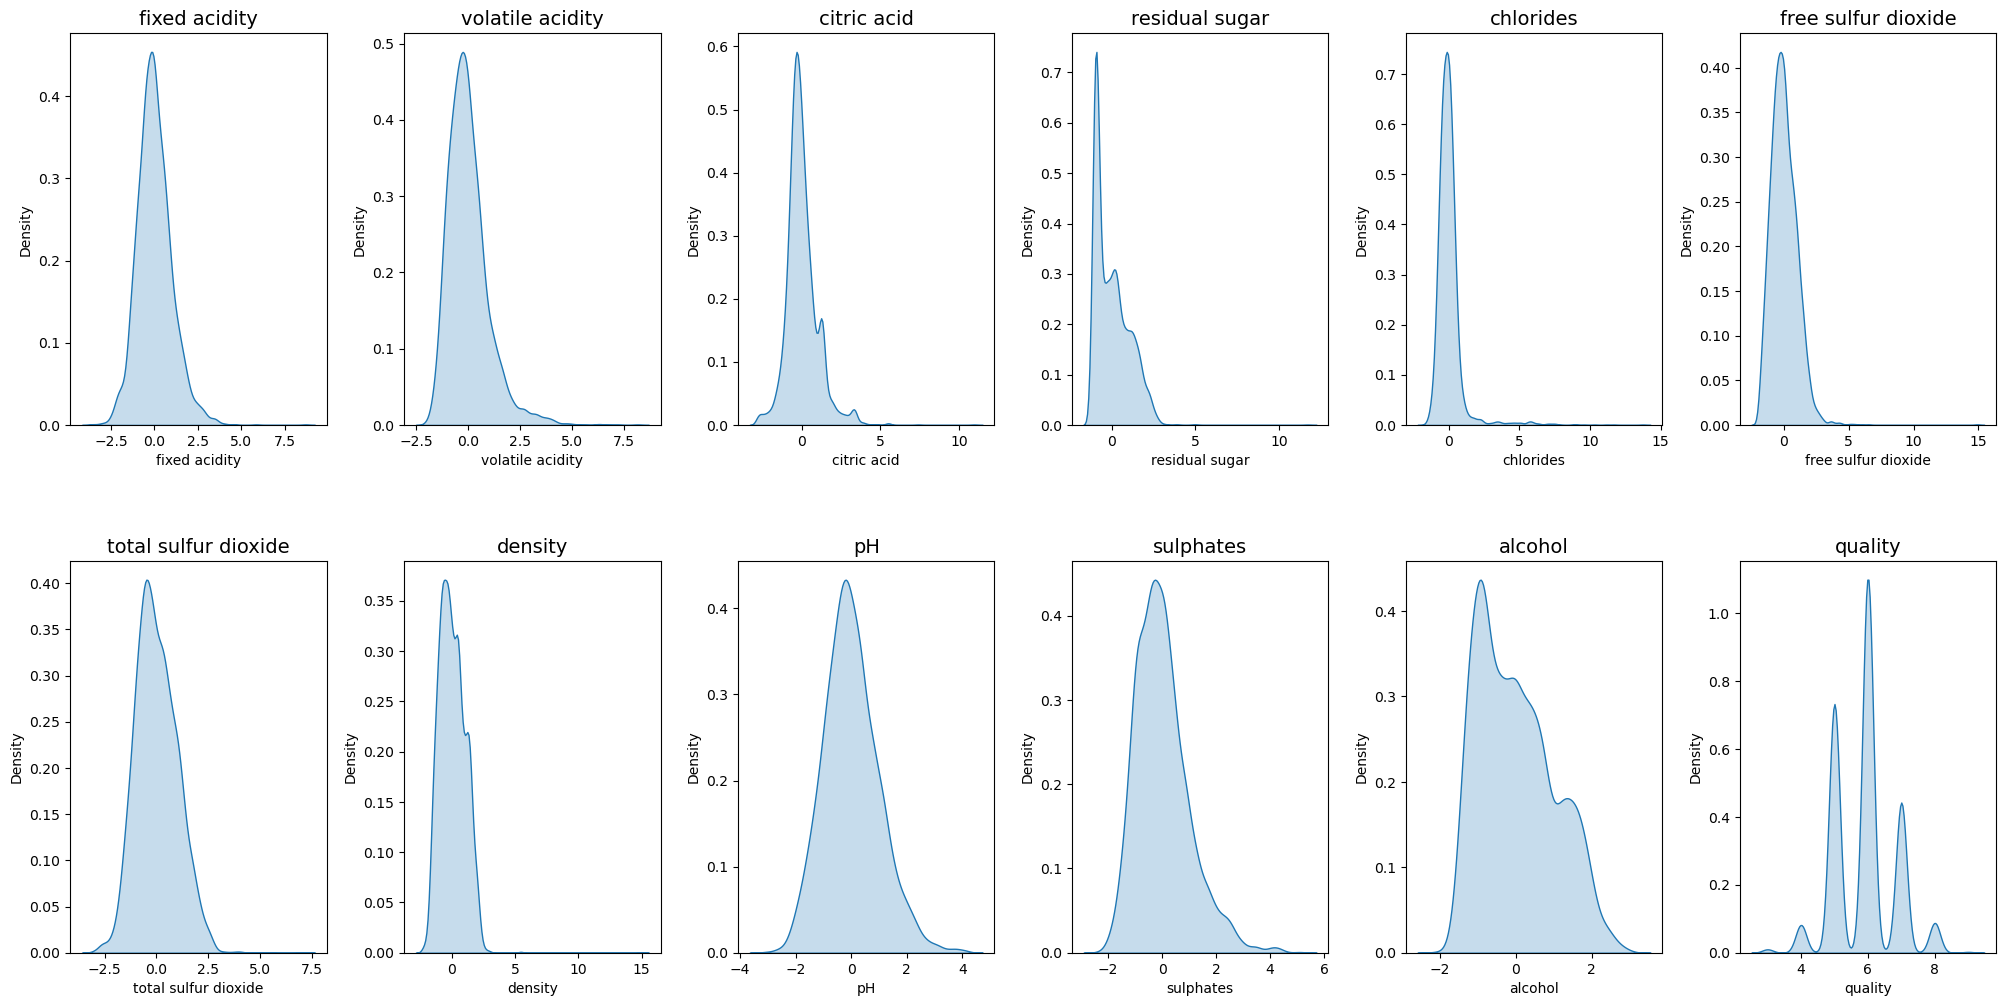 fixed acidity
volatile acidity
citric acid
residual sugar
chlorides
free sulfur dioxide
Density
0.4
0.3
0.2
0.1
0.0
−2.5 0.0 2.5 5.0 7.5
fixed acidity
Density
0.5
0.4
0.3
0.2
0.1
0.0
−2.5 0.0 2.5 5.0 7.5
volatile acidity
Density
0.6
0.5
0.4
0.3
0.2
0.1
0.0
0 5 10
citric acid
Density
0.7
0.6
0.5
0.4
0.3
0.2
0.1
0.0
0 5 10
residual sugar
Density
0.7
0.6
0.5
0.4
0.3
0.2
0.1
0.0
0 5 10 15
chlorides
Density
0.40
0.35
0.30
0.25
0.20
0.15
0.10
0.05
0.00
0 5 10 15
free sulfur dioxide
total sulfur dioxide
density
pH
sulphates
alcohol
quality
Density
0.40
0.35
0.30
0.25
0.20
0.15
0.10
0.05
0.00
−2.5 0.0 2.5 5.0 7.5
total sulfur dioxide
Density
0.35
0.30
0.25
0.20
0.15
0.10
0.05
0.00
0 5 10 15
density
Density
0.4
0.3
0.2
0.1
0.0
−4 −2 0 2 4
pH
Density
0.4
0.3
0.2
0.1
0.0
−2 0 2 4 6
sulphates
Density
0.4
0.3
0.2
0.1
0.0
−2 0 2
alcohol
Density
1.0
0.8
0.6
0.4
0.2
0.0
4 6 8
quality